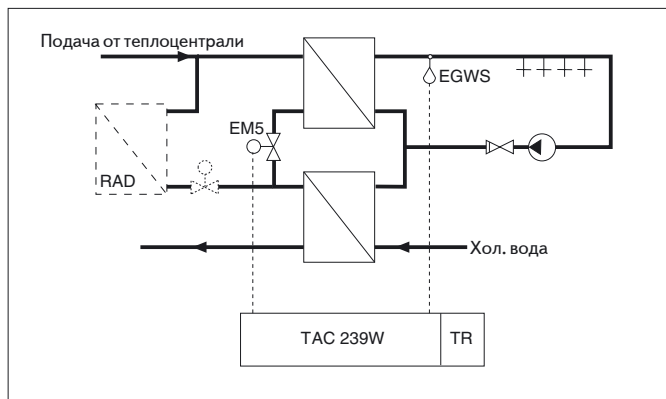 Подача от теплоцентрали
EGWS
EM5
RAD
Хол. вода
TAC 239W
TR